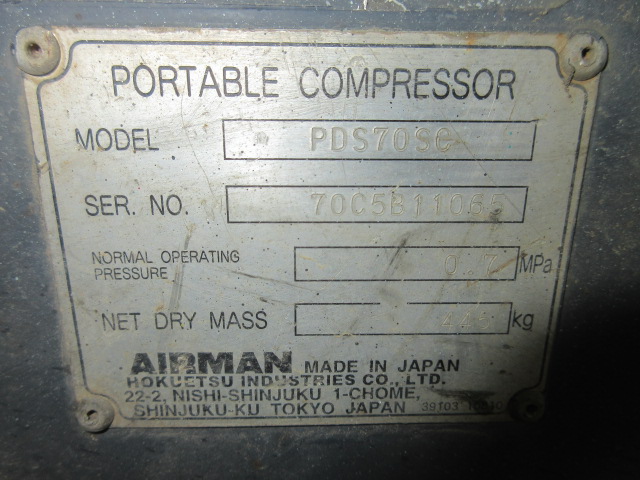 PORTABLE COMPRESSOR
MODEL PDS70SC
SER. NO. 70C5B11065
NORMAL OPERATING PRESSURE 0.7 MPa
NET DRY MASS kg
AIRMAN MADE IN JAPAN
HOKUETSU INDUSTRIES CO., LTD.
22-2, NISHI-SHINJUKU 1-CHOME,
SHINJUKU-KU TOKYO JAPAN 39103